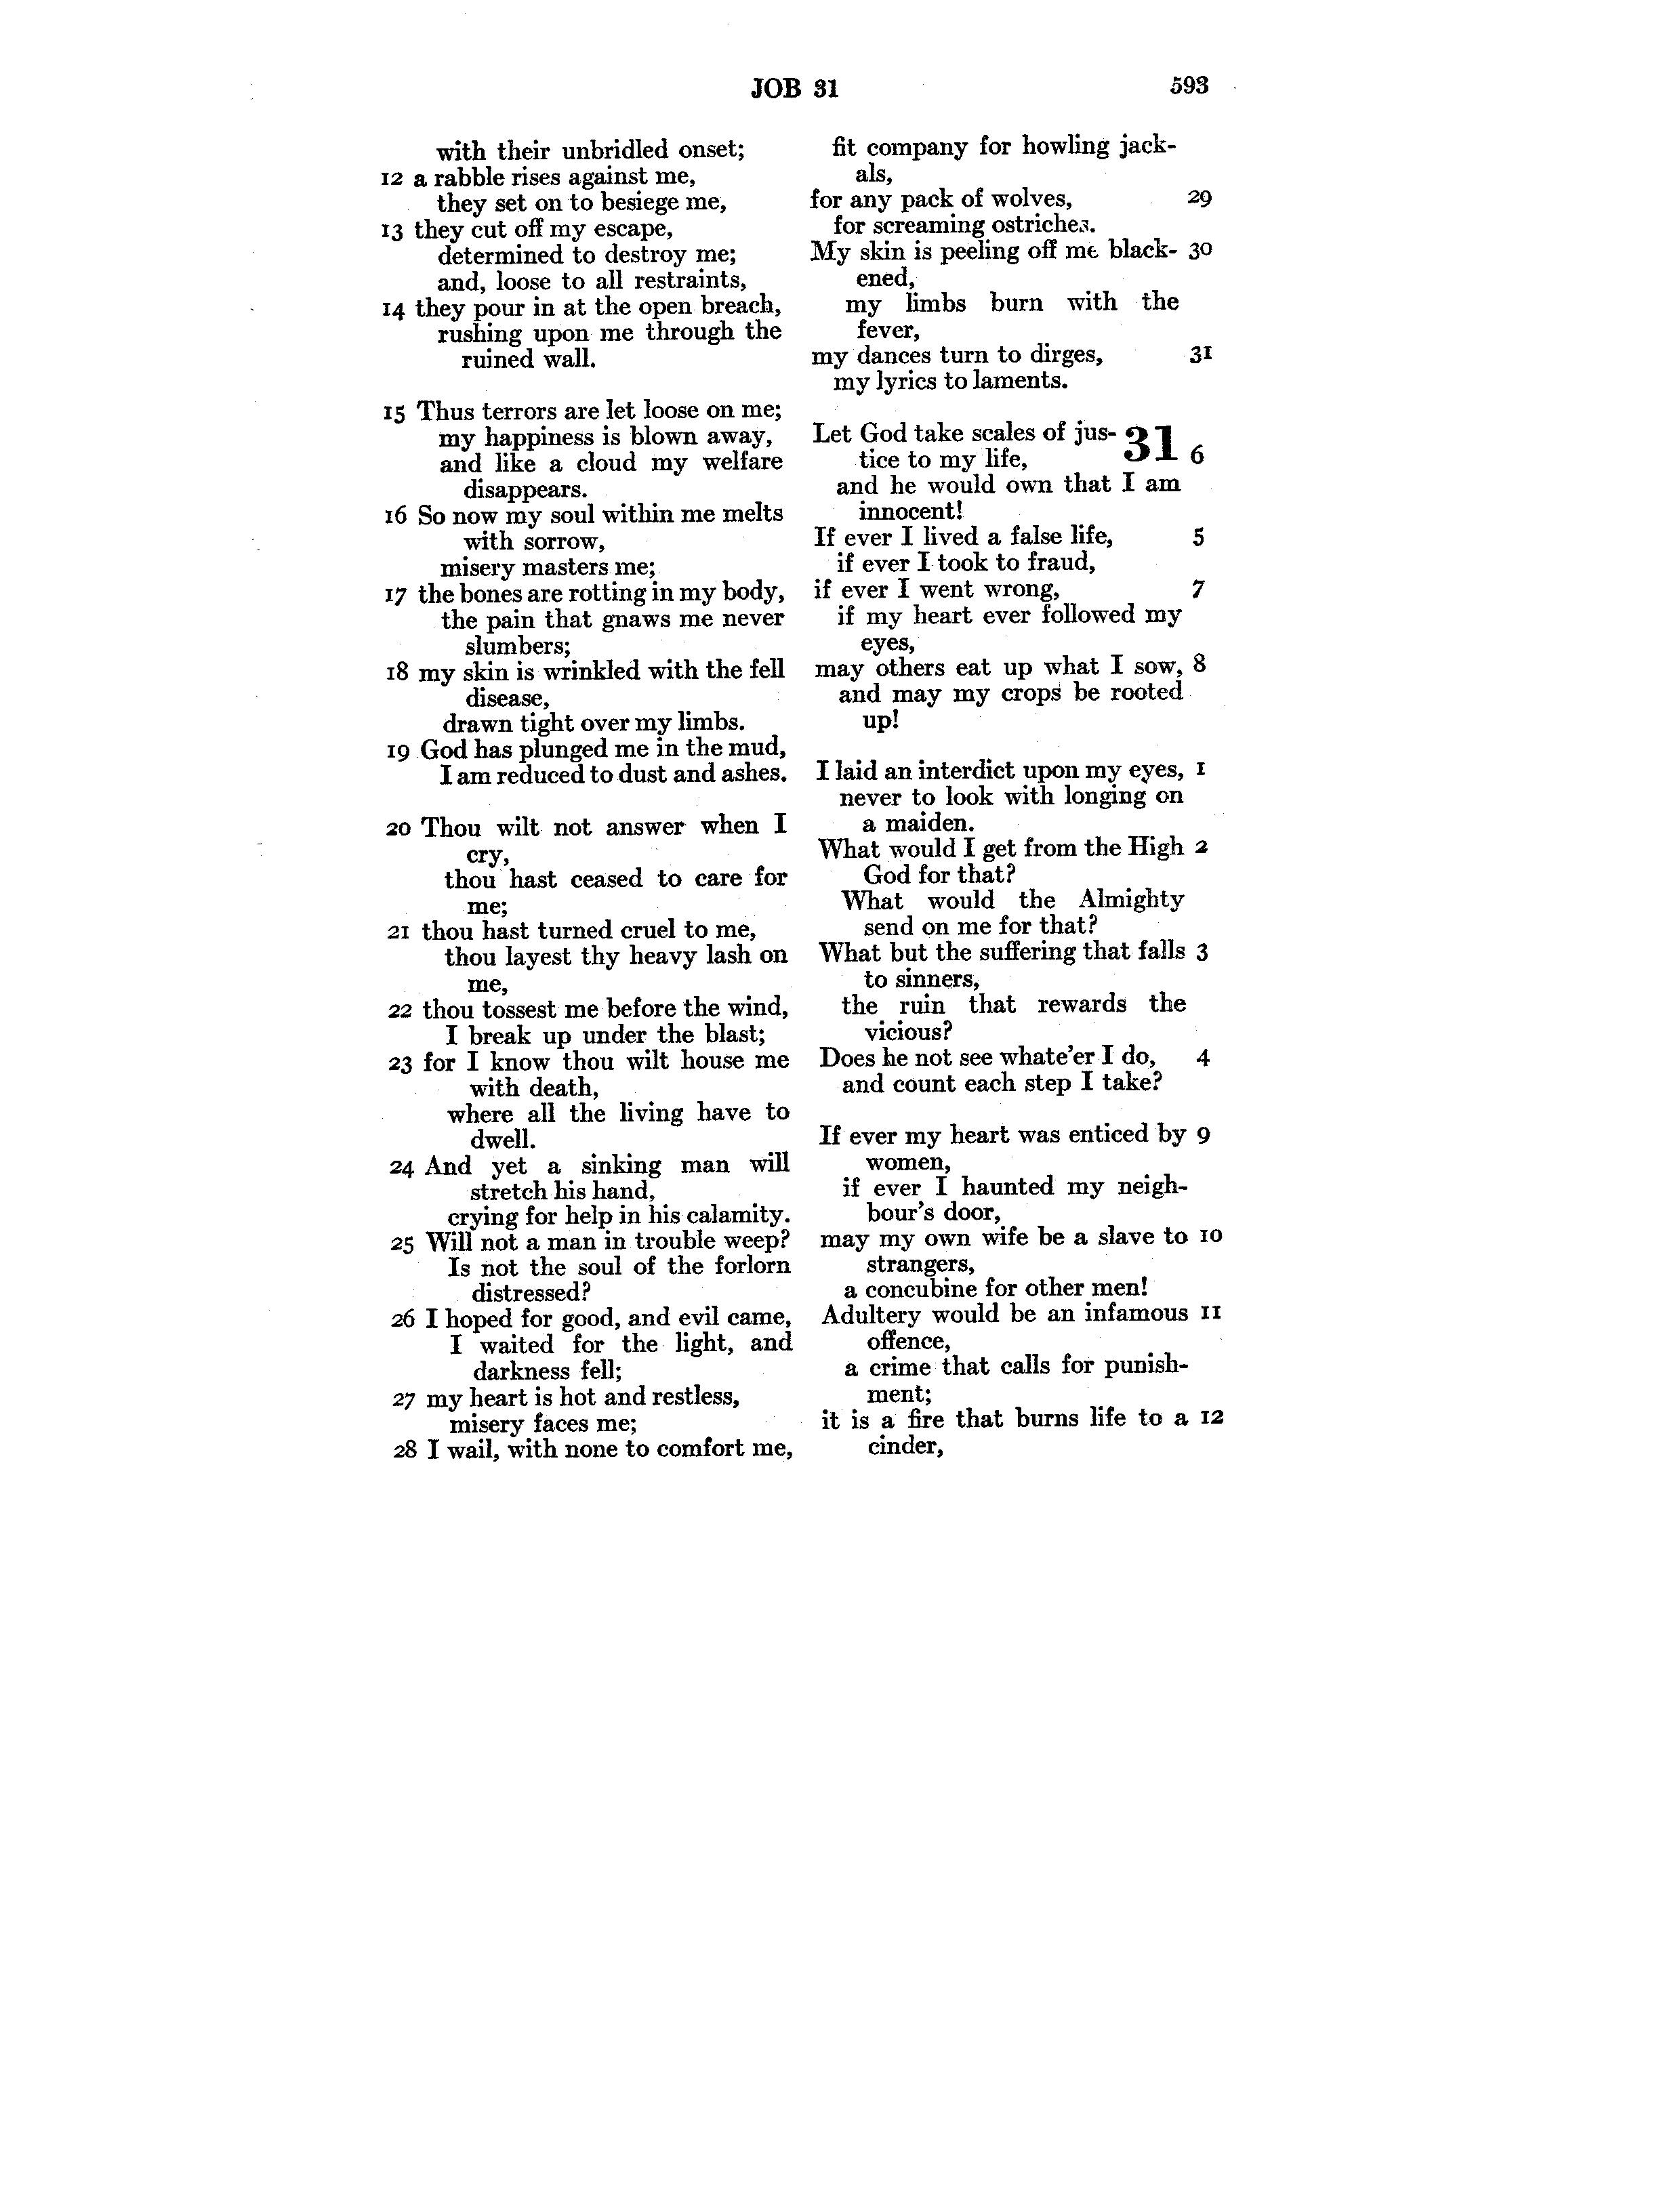 JOB 31 593
with their unbridled onset;
12 a rabble rises against me,
they set on to besiege me,
13 they cut off my escape,
determined to destroy me;
and, loose to all restraints,
14 they pour in at the open breach,
rushing upon me through the
ruined wall.
15 Thus terrors are let loose on me;
my happiness is blown away,
and like a cloud my welfare
disappears.
16 So now my soul within me melts
with sorrow,
misery masters me;
17 the bones are rotting in my body,
the pain that gnaws me never
slumbers;
18 my skin is wrinkled with the fell
disease,
drawn tight over my limbs.
19 God has plunged me in the mud,
I am reduced to dust and ashes.
20 Thou wilt not answer when I
cry,
thou hast ceased to care for
me;
21 thou hast turned cruel to me,
thou layest thy heavy lash on
me,
22 thou tossest me before the wind,
I break up under the blast;
23 for I know thou wilt house me
with death,
where all the living have to
dwell.
24 And yet a sinking man will
stretch his hand,
crying for help in his calamity.
25 Will not a man in trouble weep?
Is not the soul of the forlorn
distressed?
26 I hoped for good, and evil came,
I waited for the light, and
darkness fell;
27 my heart is hot and restless,
misery faces me;
28 I wail, with none to comfort me,
fit company for howling jack-
als,
for any pack of wolves, 29
for screaming ostriches.
My skin is peeling off me black- 30
ened,
my limbs burn with the
fever,
my dances turn to dirges, 31
my lyrics to laments.
Let God take scales of jus- 31 6
tice to my life,
and he would own that I am
innocent!
If ever I lived a false life, 5
if ever I took to fraud,
if ever I went wrong, 7
if my heart ever followed my
eyes,
may others eat up what I sow, 8
and may my crops be rooted
up!
I laid an interdict upon my eyes, 1
never to look with longing on
a maiden.
What would I get from the High 2
God for that?
What would the Almighty
send on me for that?
What but the suffering that falls 3
to sinners,
the ruin that rewards the
vicious?
Does he not see whate'er I do, 4
and count each step I take?
If ever my heart was enticed by 9
women,
if ever I haunted my neigh-
bour's door,
may my own wife be a slave to 10
strangers,
a concubine for other men!
Adultery would be an infamous 11
offence,
a crime that calls for punish-
ment;
it is a fire that burns life to a 12
cinder,